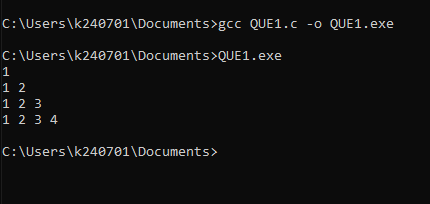 C:\Users\k240701\Documents>gcc QUE1.c -o QUE1.exe
C:\Users\k240701\Documents>QUE1.exe
1
1 2
1 2 3
1 2 3 4
C:\Users\k240701\Documents>